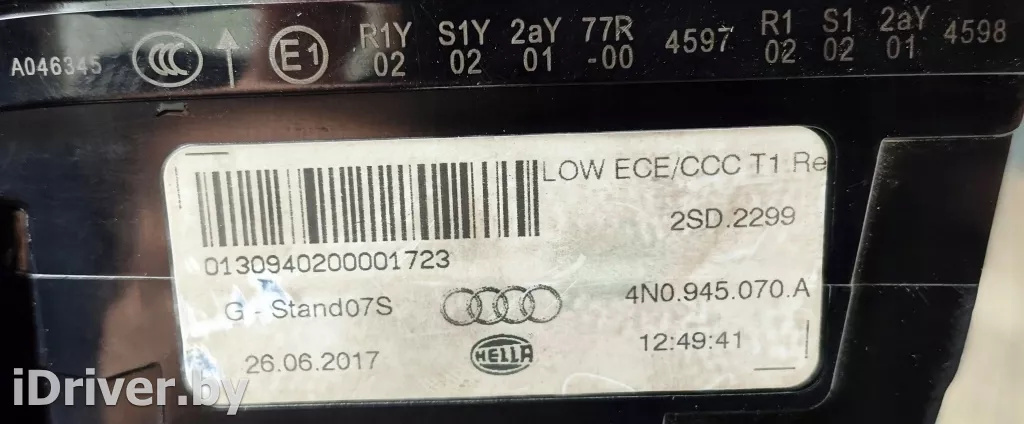 A046345 CCC E1 R1Y S1Y 2aY 77R 4597 R1 S1 2aY 4598
02 02 01 -00 02 02 01
LOW ECE/CCC T1 Re
2SD.2299
0130940200001723
G - Stand07S 4N0.945.070.A
26.06.2017 HELLA 12:49:41
iDriver.by